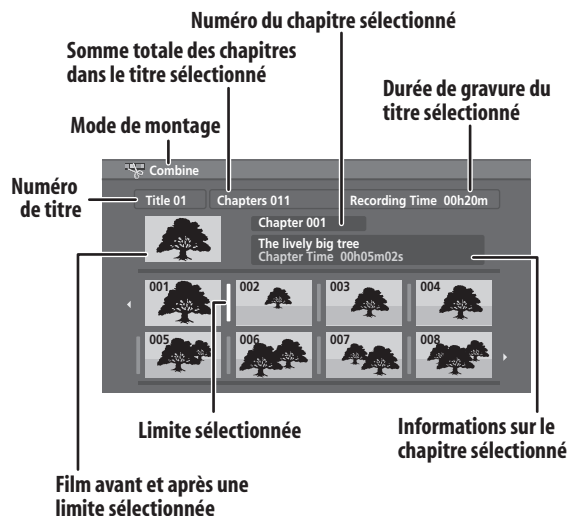 Numéro du chapitre sélectionné
Somme totale des chapitres
dans le titre sélectionné
Durée de gravure du
titre sélectionné
Mode de montage
Numéro
de titre
Combine
Title 01
Chapters 011
Recording Time 00h20m
Chapter 001
The lively big tree
Chapter Time 00h05m02s
001
002
003
004
005
006
007
008
Limite sélectionnée
Informations sur le
chapitre sélectionné
Film avant et après une
limite sélectionnée